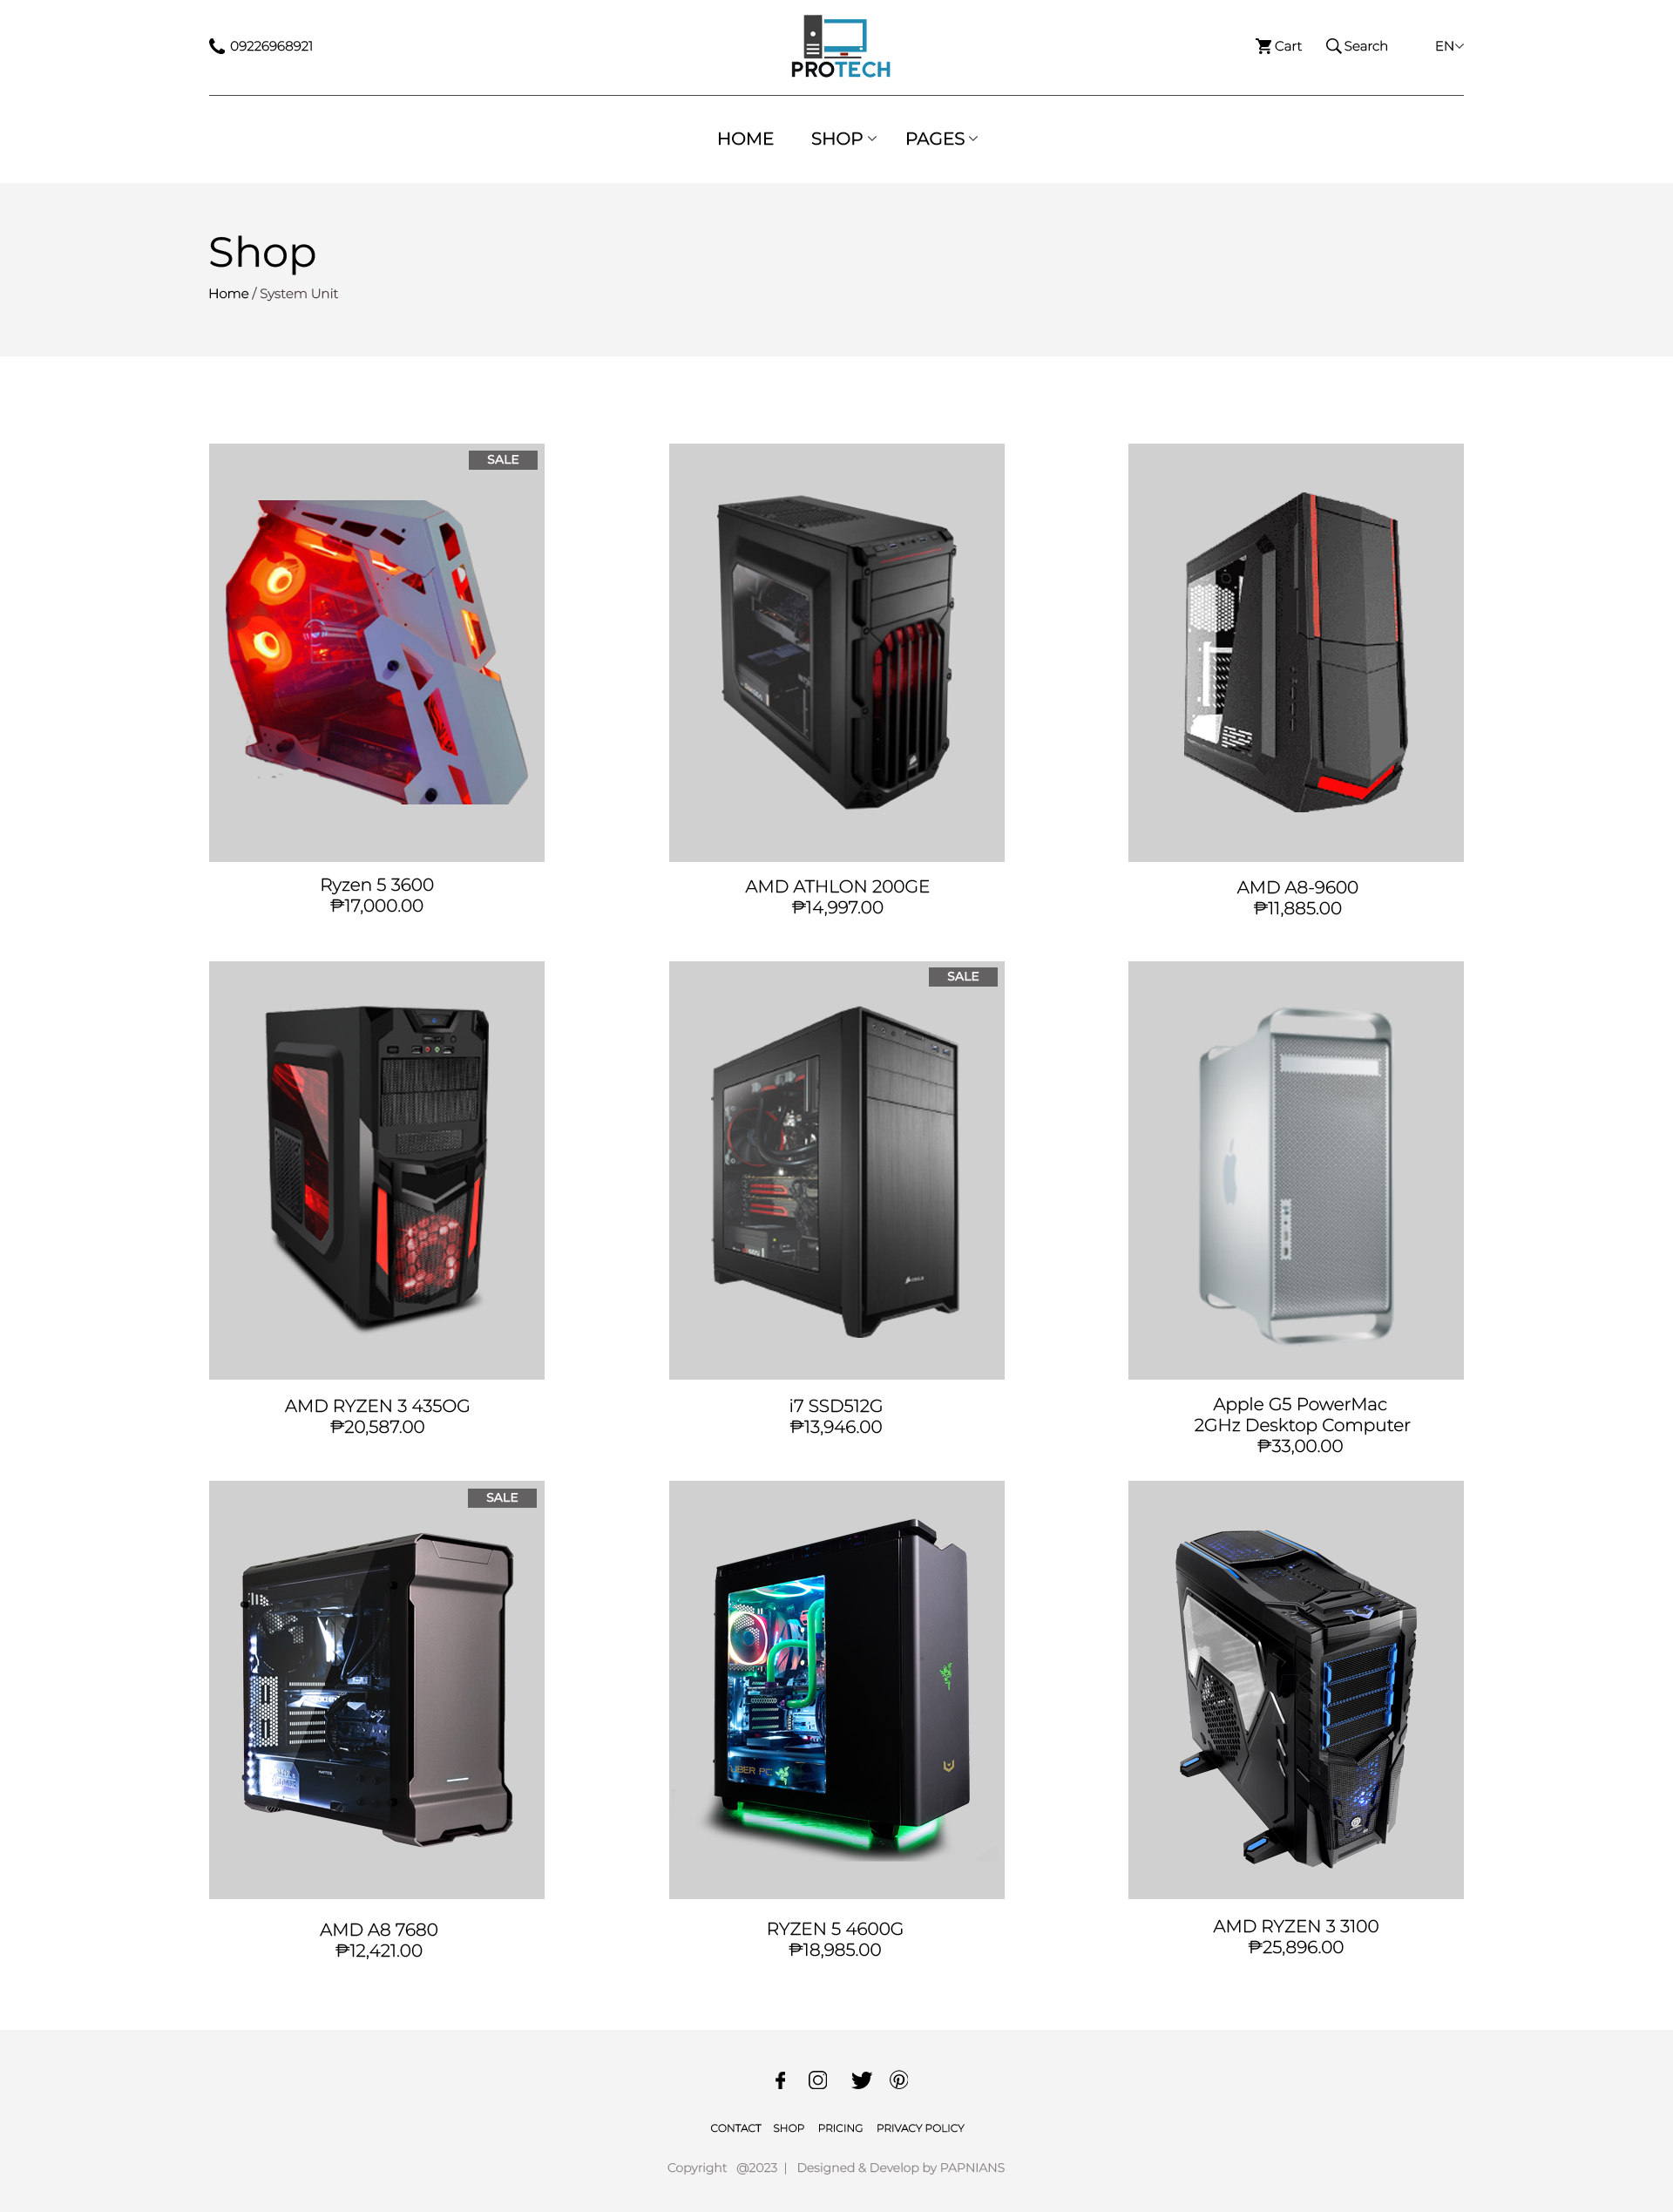 09226968921
PROTECH
Cart
Search
EN
HOME
SHOP
PAGES
Shop
Home / System Unit
SALE
Ryzen 5 3600
₱17,000.00
AMD ATHLON 200GE
₱14,997.00
AMD A8-9600
₱11,885.00
SALE
AMD RYZEN 3 435OG
₱20,587.00
i7 SSD512G
₱13,946.00
Apple G5 PowerMac
2GHz Desktop Computer
₱33,00.00
SALE
UBER PC
AMD A8 7680
₱12,421.00
RYZEN 5 4600G
₱18,985.00
AMD RYZEN 3 3100
₱25,896.00
CONTACT
SHOP
PRICING
PRIVACY POLICY
Copyright @2023 | Designed & Develop by PAPNIANS